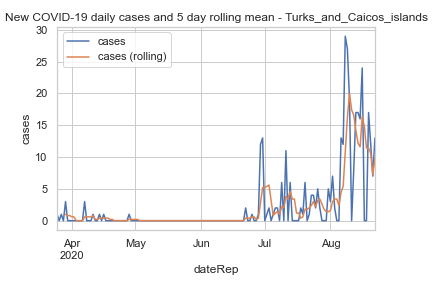 New COVID-19 daily cases and 5 day rolling mean - Turks_and_Caicos_islands
30
25
20
15
10
5
0
cases
cases
cases (rolling)
Apr
2020
May
Jun
Jul
Aug
dateRep